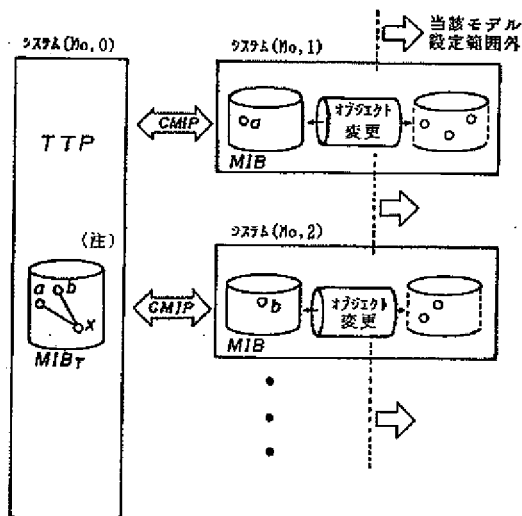 当該モデル
設定範囲外
システム(No,0)
システム(No,1)
TTP
CMIP
a
オブジェクト
変更
MIB
システム(No,2)
(注)
a b
x
MIBT
CMIP
b
オブジェクト
変更
MIB